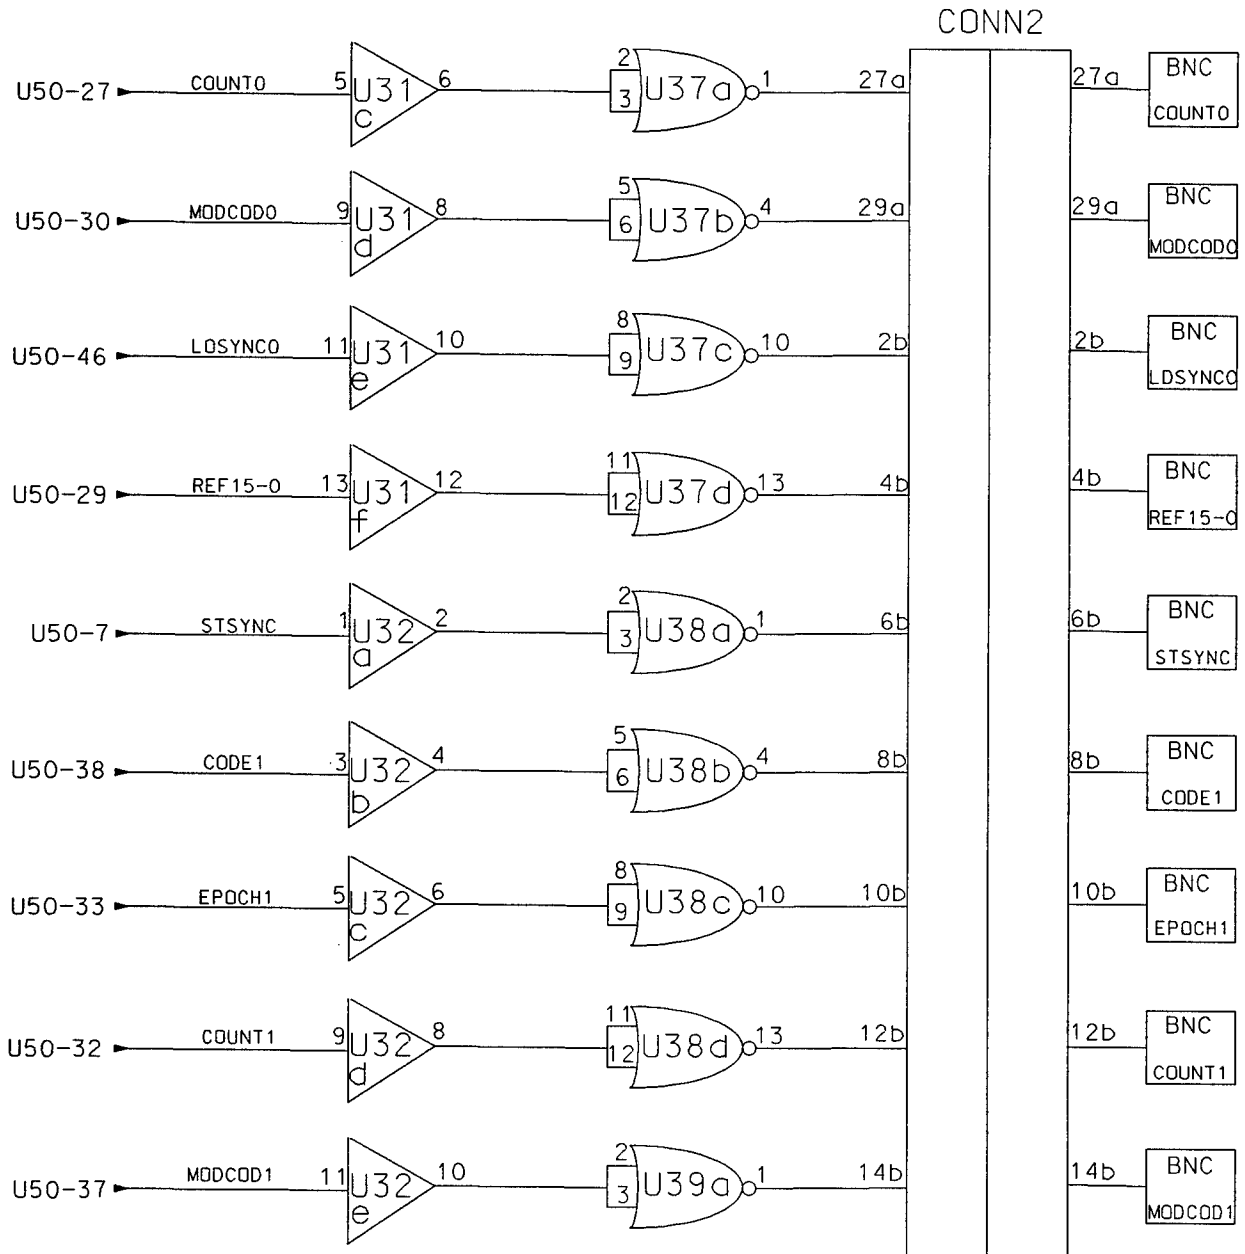 CONN2
U50-27 COUNT0 5 U31 c 6 2 3 U37a 1 27a 27a BNC COUNT0
U50-30 MODCOD0 9 U31 d 8 5 6 U37b 4 29a 29a BNC MODCOD0
U50-46 LDSYNC0 11 U31 e 10 8 9 U37c 10 2b 2b BNC LDSYNC0
U50-29 REF15-0 13 U31 f 12 11 12 U37d 13 4b 4b BNC REF15-0
U50-7 STSYNC 1 U32 a 2 2 3 U38a 1 6b 6b BNC STSYNC
U50-38 CODE1 3 U32 b 4 5 6 U38b 4 8b 8b BNC CODE1
U50-33 EPOCH1 5 U32 c 6 8 9 U38c 10 10b 10b BNC EPOCH1
U50-32 COUNT1 9 U32 d 8 11 12 U38d 13 12b 12b BNC COUNT1
U50-37 MODCOD1 11 U32 e 10 2 3 U39a 1 14b 14b BNC MODCOD1